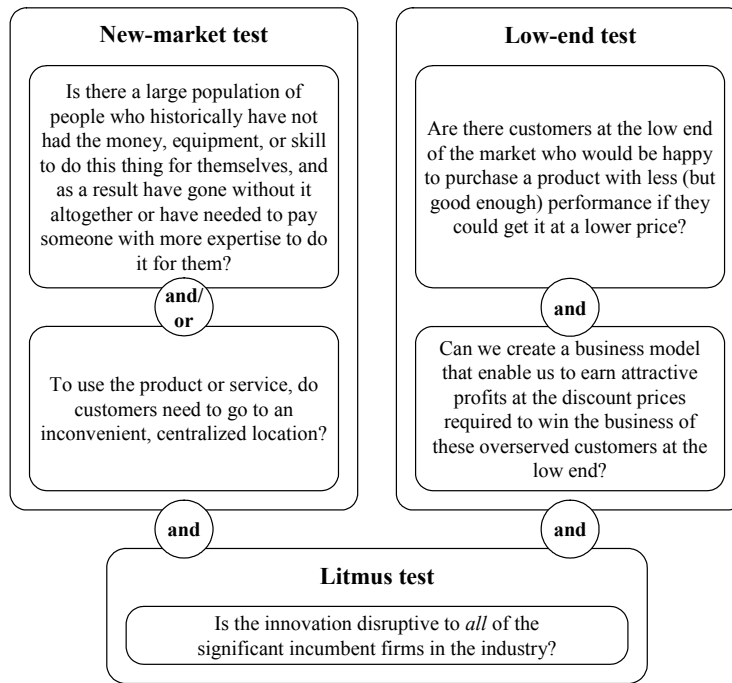 New-market test
Is there a large population of
people who historically have not
had the money, equipment, or skill
to do this thing for themselves, and
as a result have gone without it
altogether or have needed to pay
someone with more expertise to do
it for them?
and/
or
To use the product or service, do
customers need to go to an
inconvenient, centralized location?
and
Low-end test
Are there customers at the low end
of the market who would be happy
to purchase a product with less (but
good enough) performance if they
could get it at a lower price?
and
Can we create a business model
that enable us to earn attractive
profits at the discount prices
required to win the business of
these overserved customers at the
low end?
and
Litmus test
Is the innovation disruptive to all of the
significant incumbent firms in the industry?